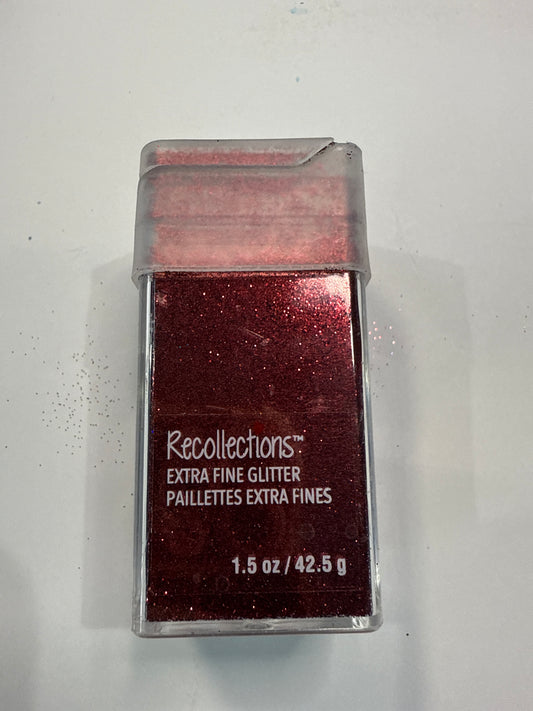 Recollections™
EXTRA FINE GLITTER
PAILLETTES EXTRA FINES
1.5 oz / 42.5 g